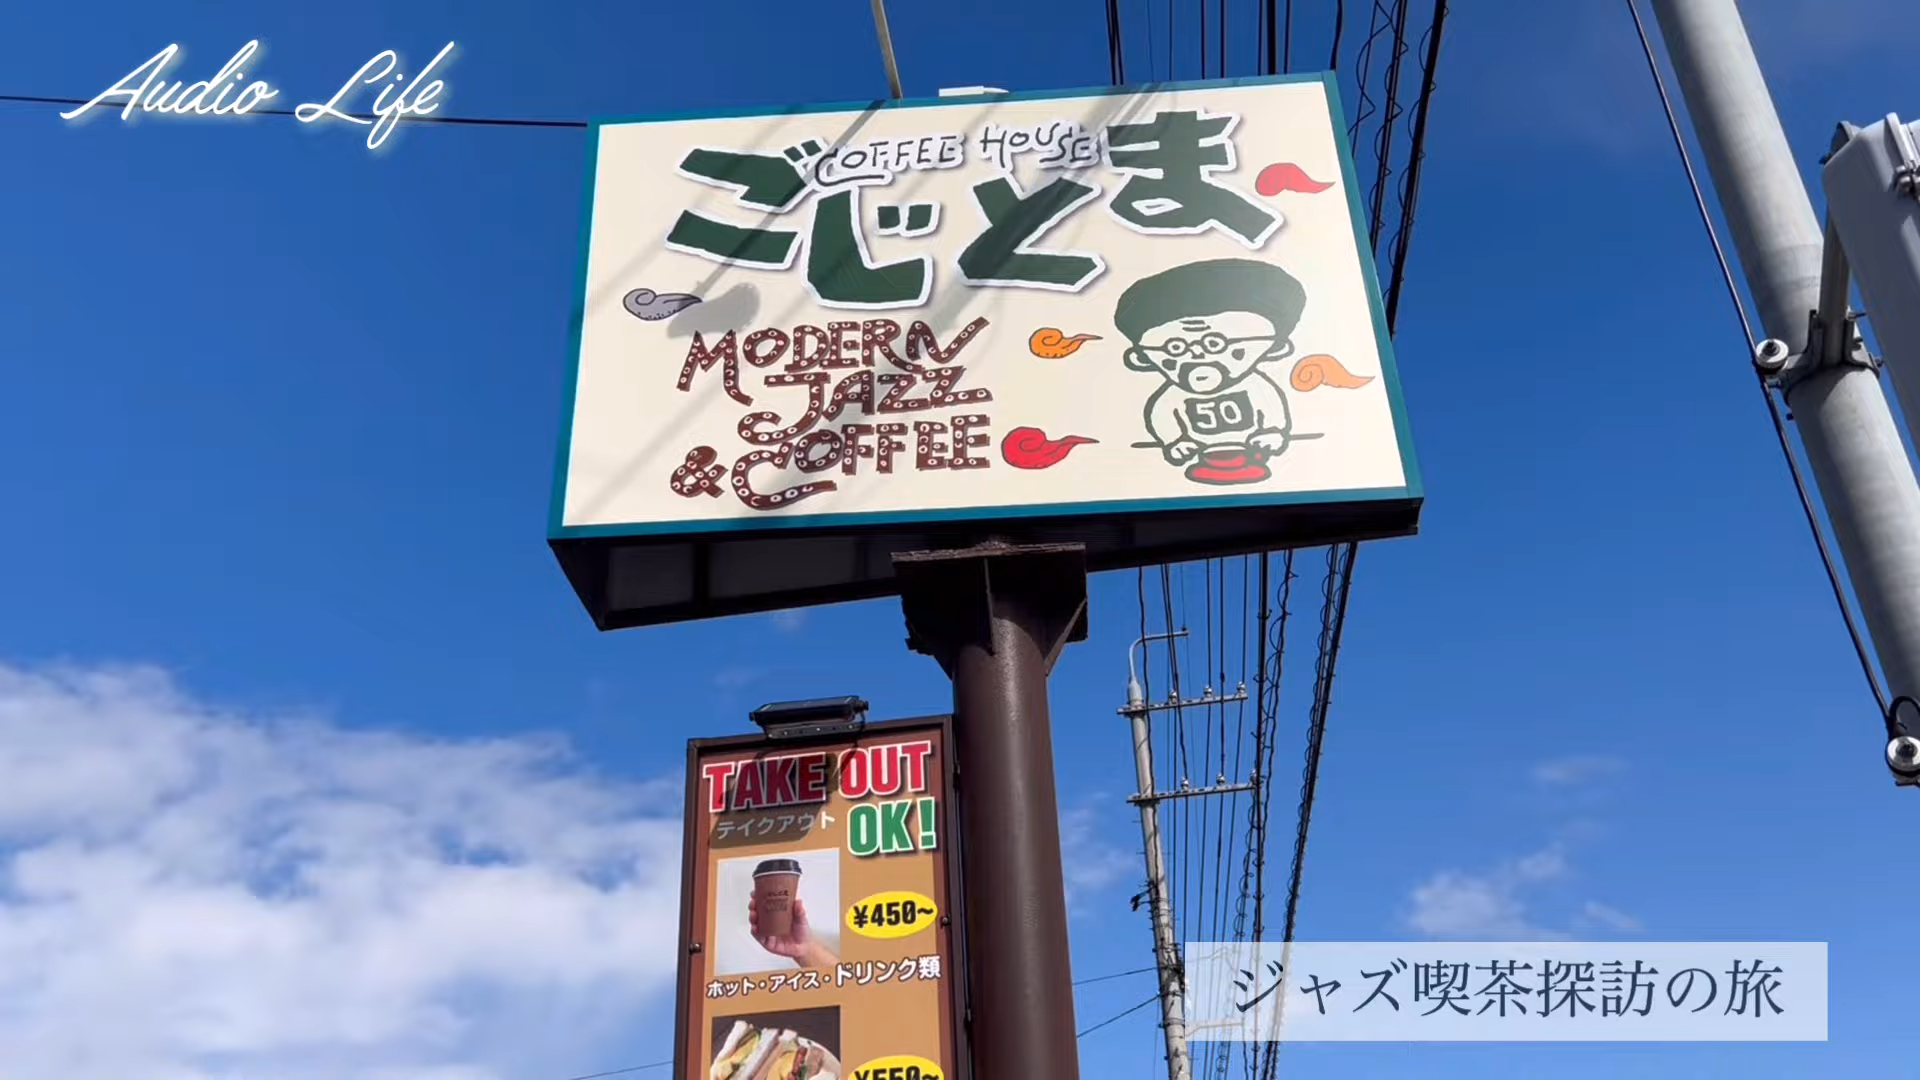 Audio Life
COFFEE HOUSE
ごじとま
MODERN
JAZZ
& COFFEE
50
TAKE OUT
テイクアウト OK!
¥450~
ホット・アイス・ドリンク類
¥550~
ジャズ喫茶探訪の旅